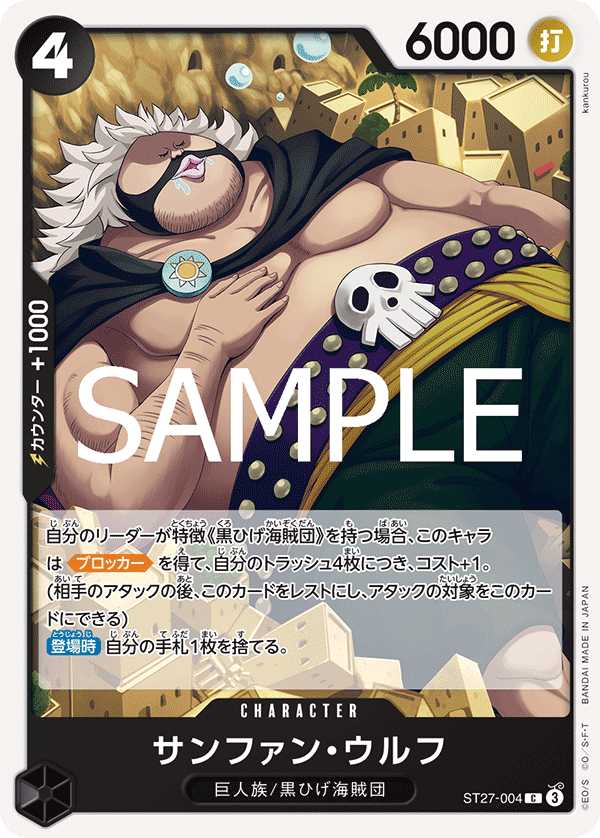 4
6000 打
kankurou
カウンター +1000
SAMPLE
自分のリーダーが特徴《黒ひげ海賊団》を持つ場合、このキャラ
は ブロッカー を得て、自分のトラッシュ4枚につき、コスト+1。
(相手のアタックの後、このカードをレストにし、アタックの対象をこのカー
ドにできる)
登場時 自分の手札1枚を捨てる。
CHARACTER
サンファン・ウルフ
巨人族/黒ひげ海賊団
ST27-004 C 3
©E.O/S ©O/S・F・T BANDAI MADE IN JAPAN